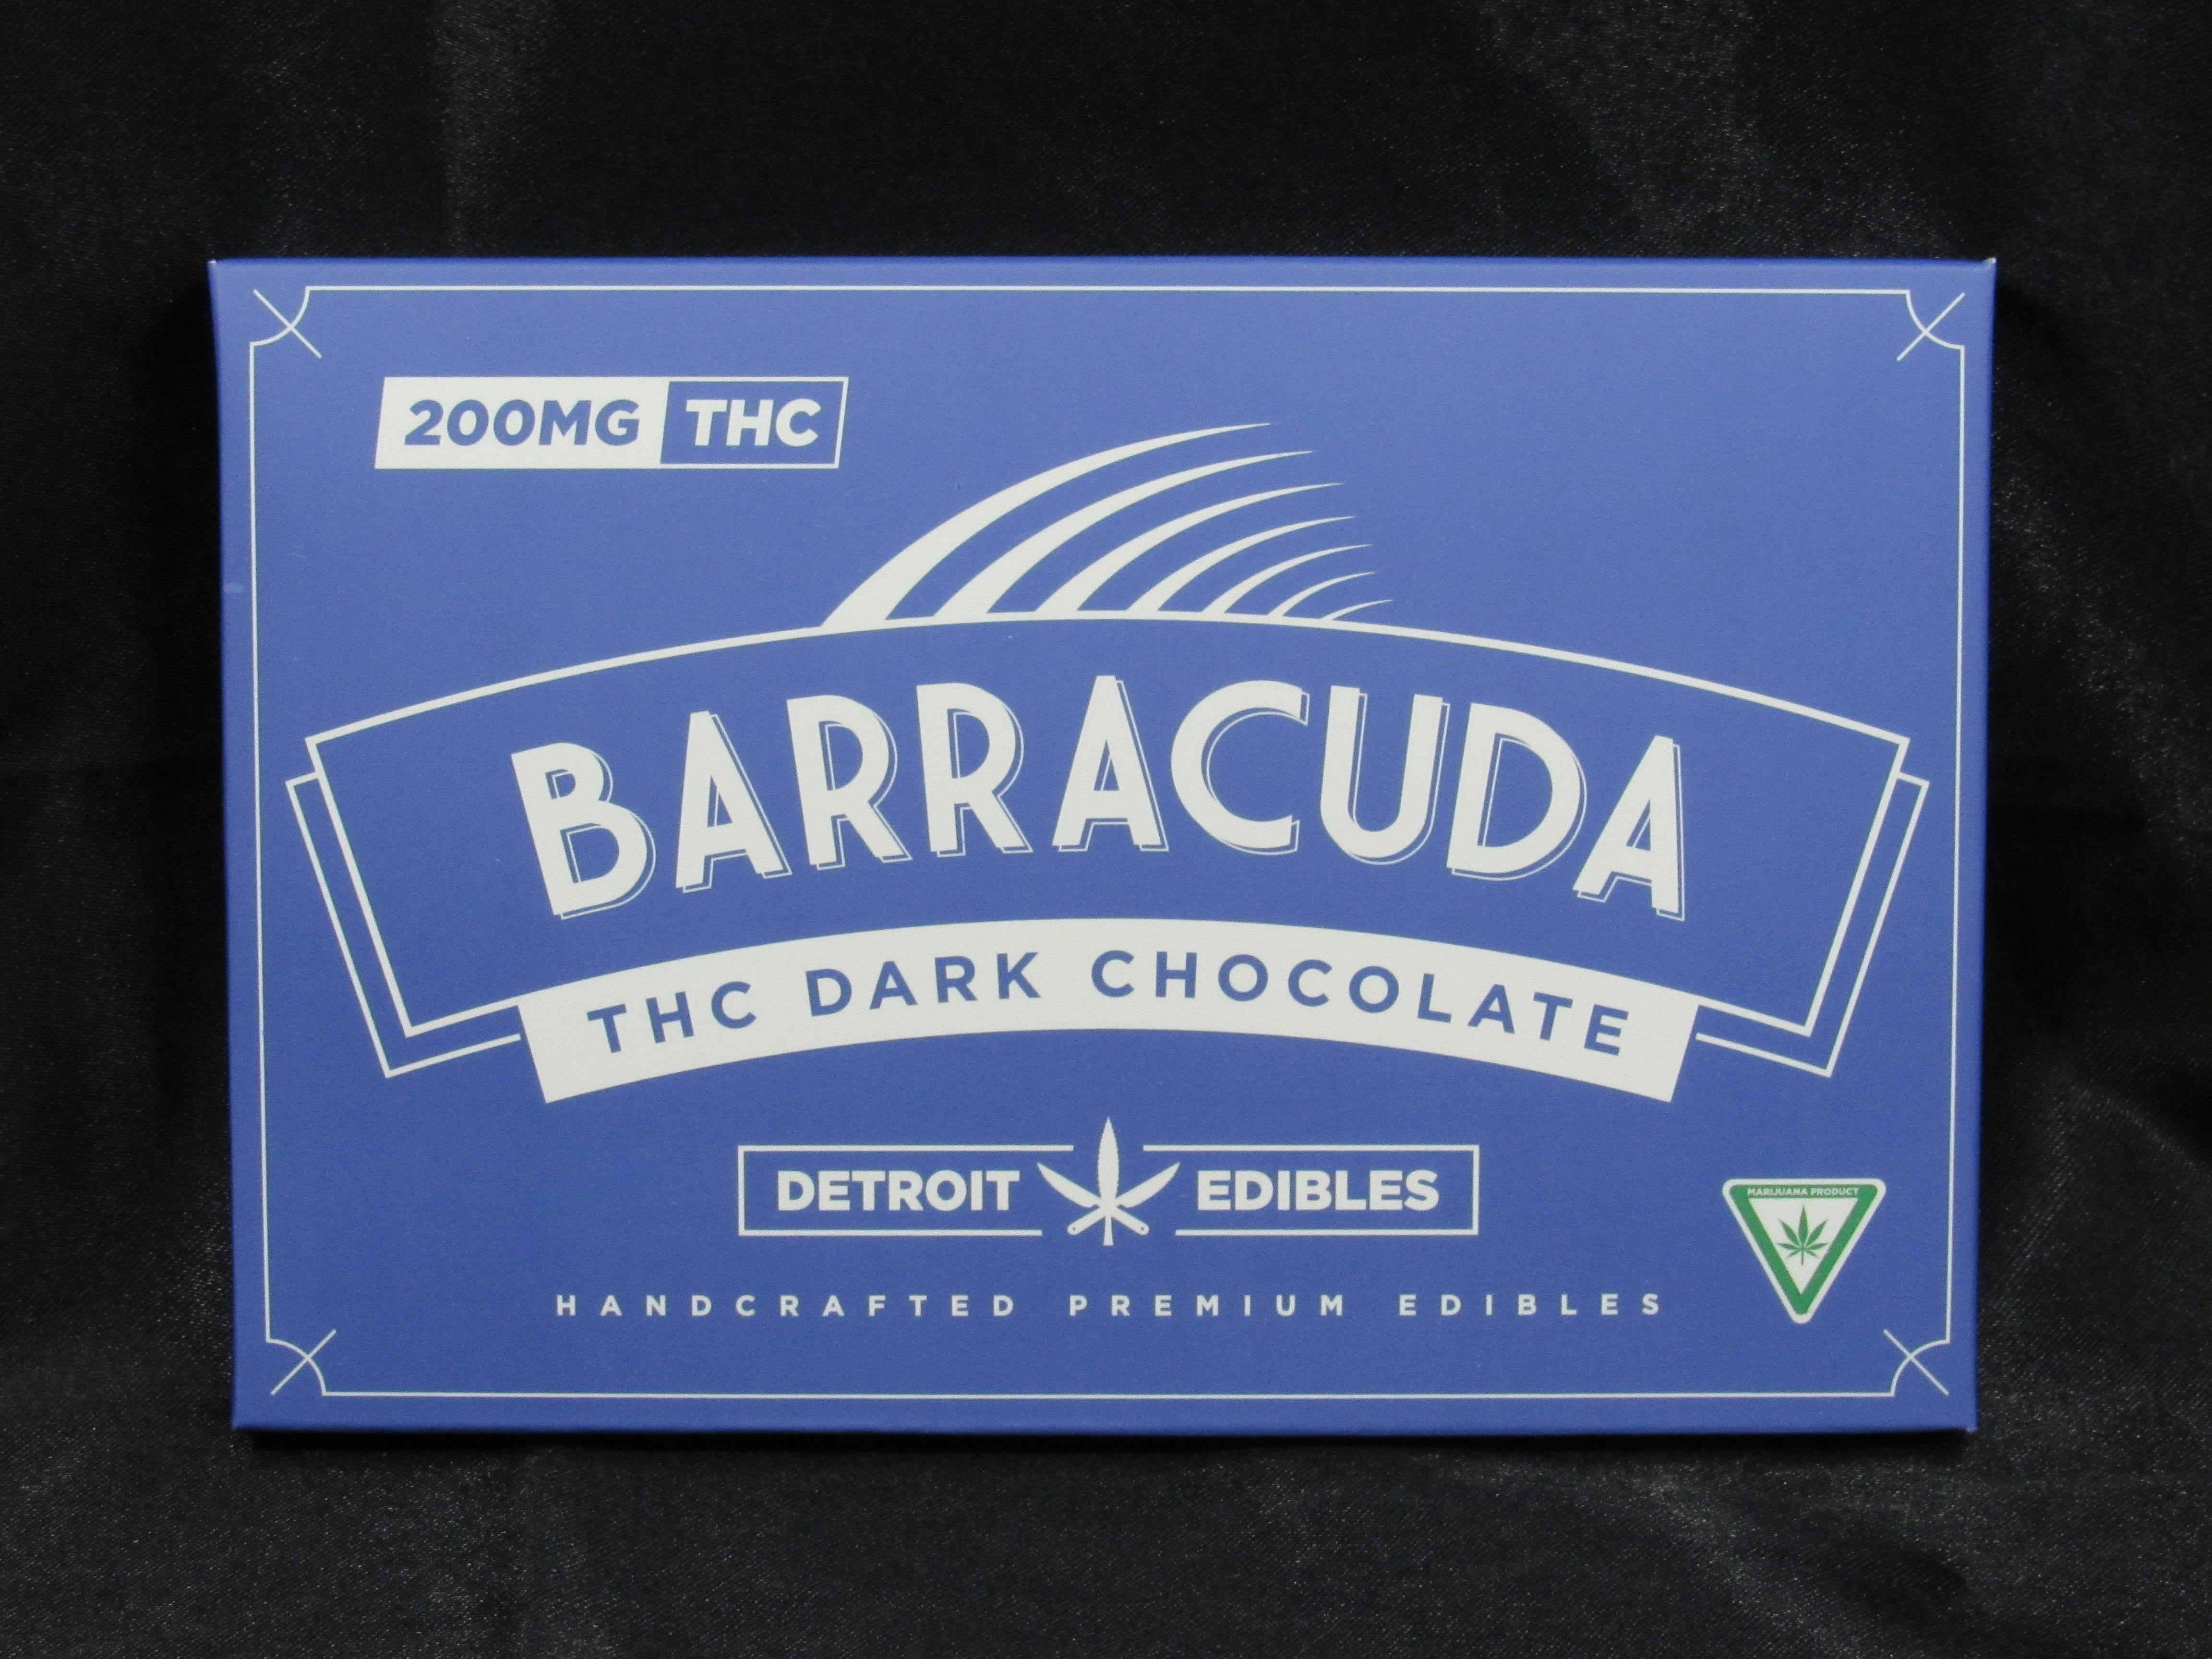 200MG THC
BARRACUDA
THC DARK CHOCOLATE
DETROIT EDIBLES
MARIJUANA PRODUCT
HANDCRAFTED PREMIUM EDIBLES